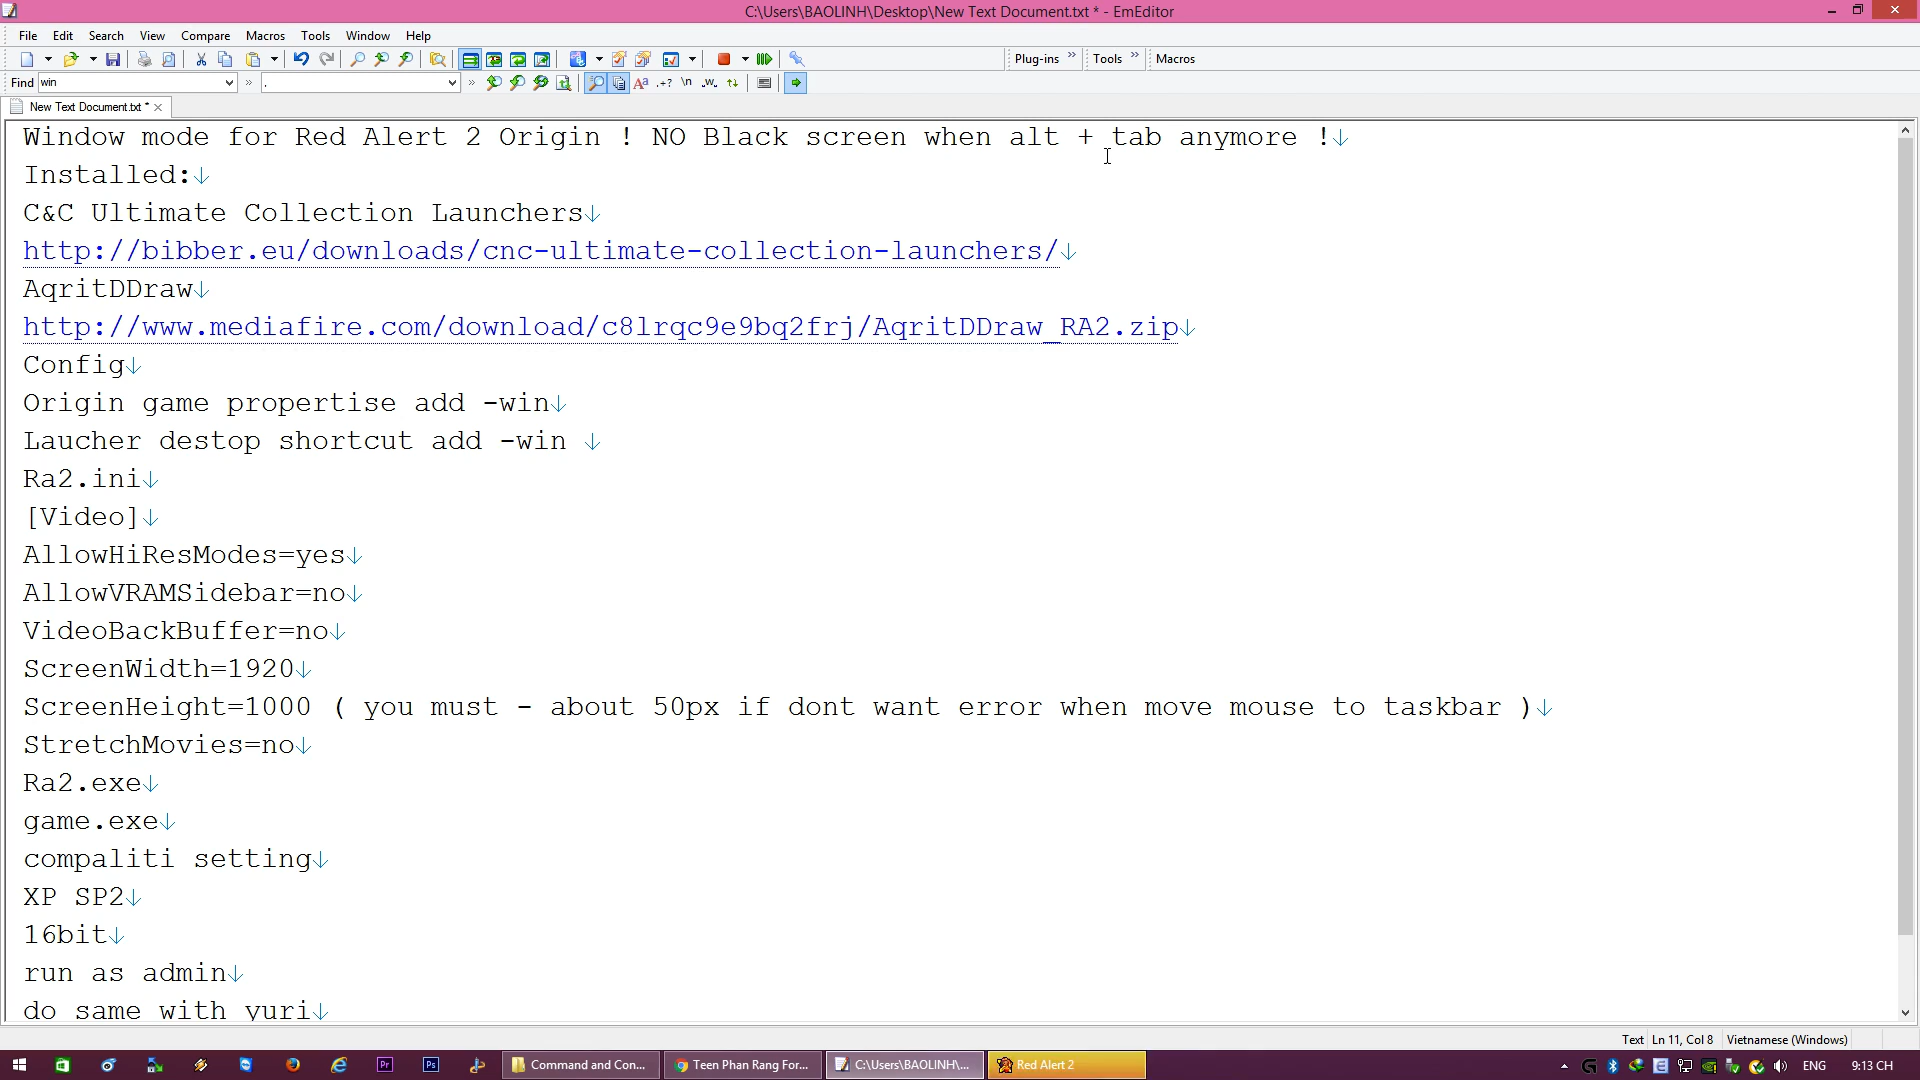 C:\Users\BAOLINH\Desktop\New Text Document.txt * - EmEditor
File Edit Search View Compare Macros Tools Window Help
Plug-ins » Tools » Macros
Find win
.
New Text Document.txt *
Window mode for Red Alert 2 Origin ! NO Black screen when alt + tab anymore !
Installed:
C&C Ultimate Collection Launchers
http://bibber.eu/downloads/cnc-ultimate-collection-launchers/
AqritDDraw
http://www.mediafire.com/download/c8lrqc9e9bq2frj/AqritDDraw_RA2.zip
Config
Origin game propertise add -win
Laucher destop shortcut add -win
Ra2.ini
[Video]
AllowHiResModes=yes
AllowVRAMSidebar=no
VideoBackBuffer=no
ScreenWidth=1920
ScreenHeight=1000 ( you must - about 50px if dont want error when move mouse to taskbar )
StretchMovies=no
Ra2.exe
game.exe
compaliti setting
XP SP2
16bit
run as admin
do same with yuri
Text Ln 11, Col 8 Vietnamese (Windows)
Command and Con... Teen Phan Rang For... C:\Users\BAOLINH\... Red Alert 2 ENG 9:13 CH